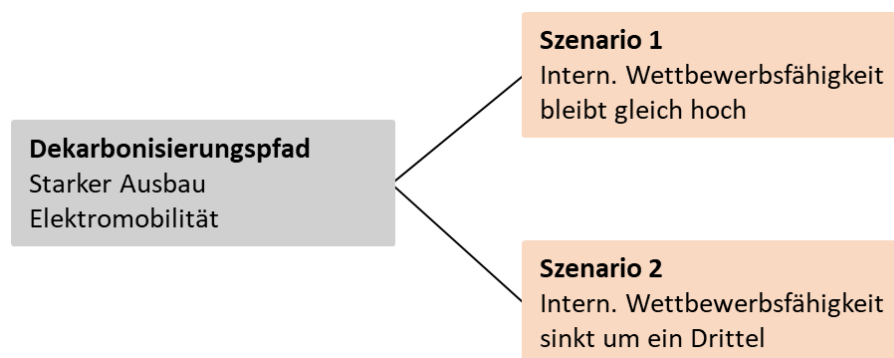 Szenario 1
Intern. Wettbewerbsfähigkeit
bleibt gleich hoch
Dekarbonisierungspfad
Starker Ausbau
Elektromobilität
Szenario 2
Intern. Wettbewerbsfähigkeit
sinkt um ein Drittel